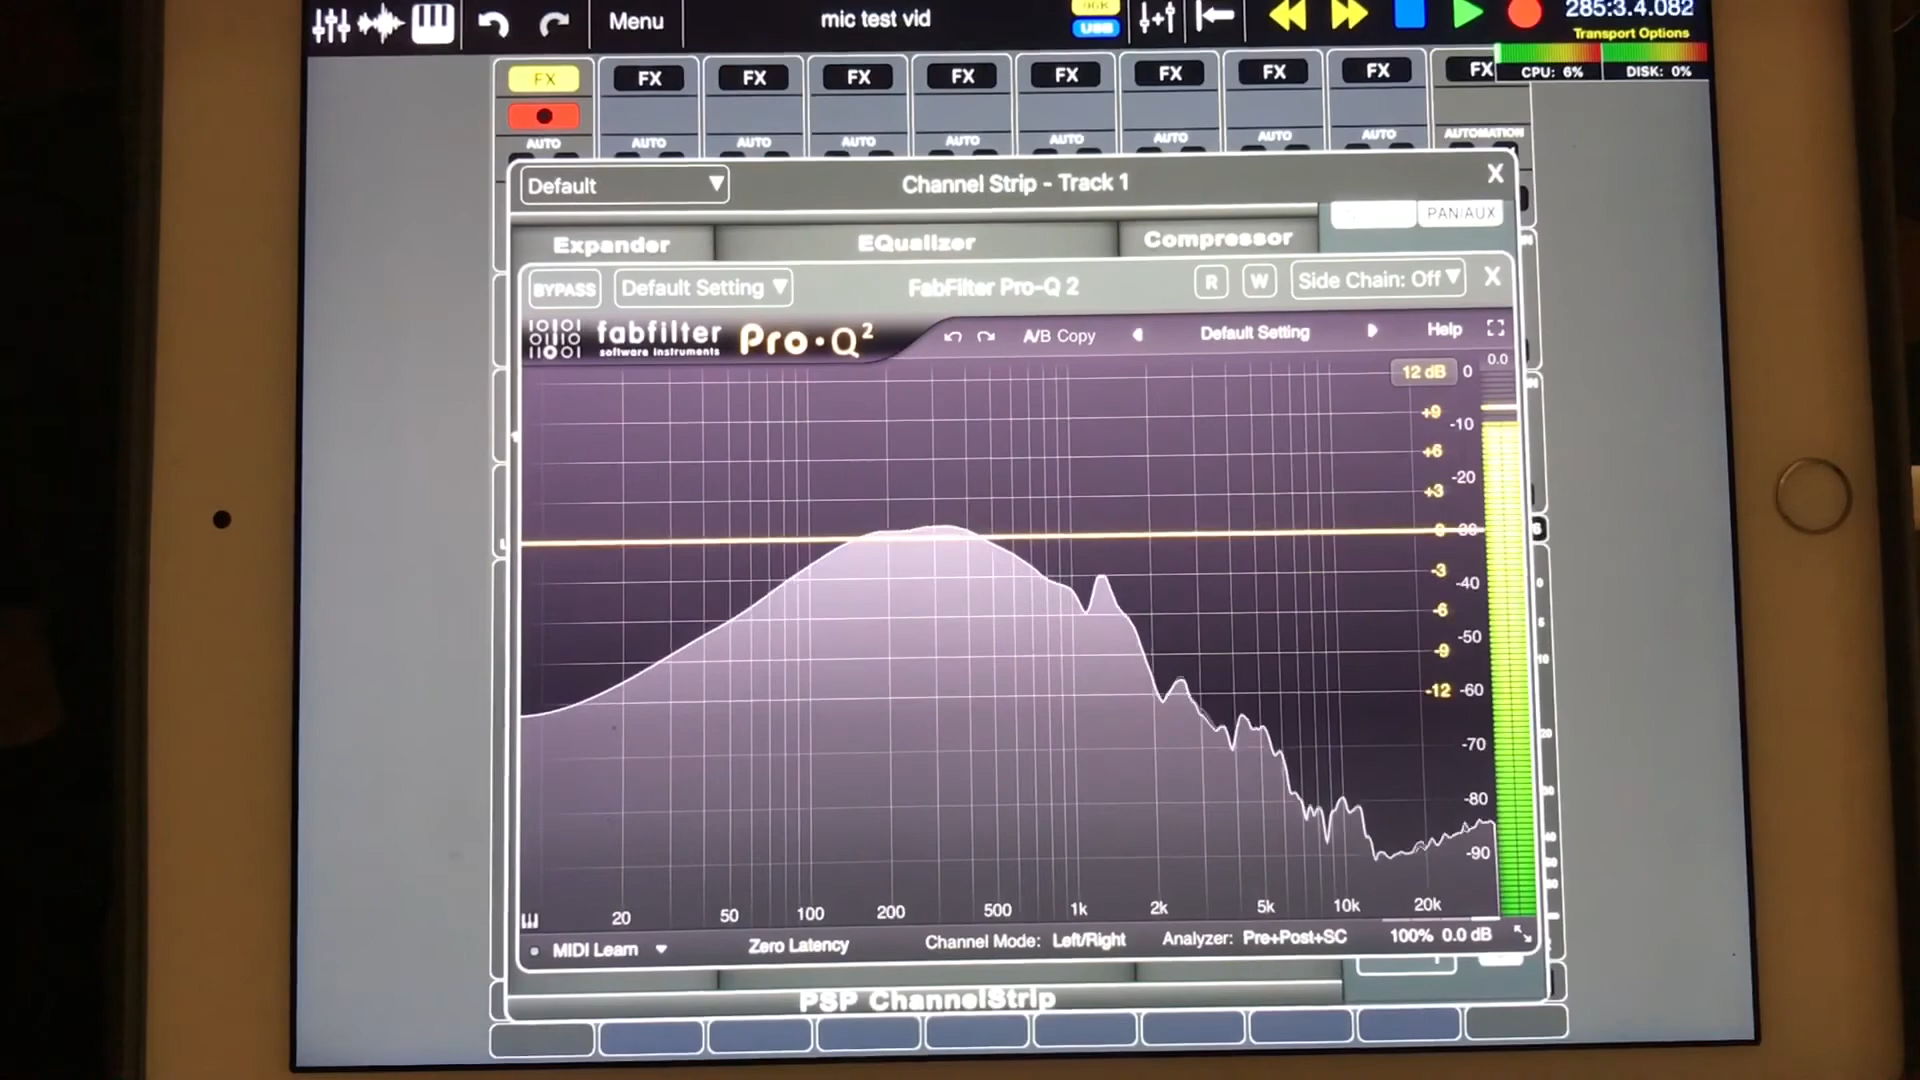 Menu
mic test vid
96K
USB
285:3.4.082
Transport Options
CPU: 6%
DISK: 0%
FX FX FX FX FX FX FX FX FX FX
AUTO AUTO AUTO AUTO AUTO AUTO AUTO AUTO AUTO AUTOMATION
Default
Channel Strip - Track 1
X
PAN/AUX
Expander
EQualizer
Compressor
BYPASS
Default Setting
FabFilter Pro-Q 2
R
W
Side Chain: Off
X
fabfilter
software instruments
Pro·Q2
A/B Copy
Default Setting
Help
0.0
12 dB 0
+9
-10
+6
-20
+3
0 -30
-3
-40
-6
-50
-9
-12 -60
-70
-80
-90
20 50 100 200 500 1k 2k 5k 10k 20k
MIDI Learn
Zero Latency
Channel Mode: Left/Right
Analyzer: Pre+Post+SC
100% 0.0 dB
PSP ChannelStrip